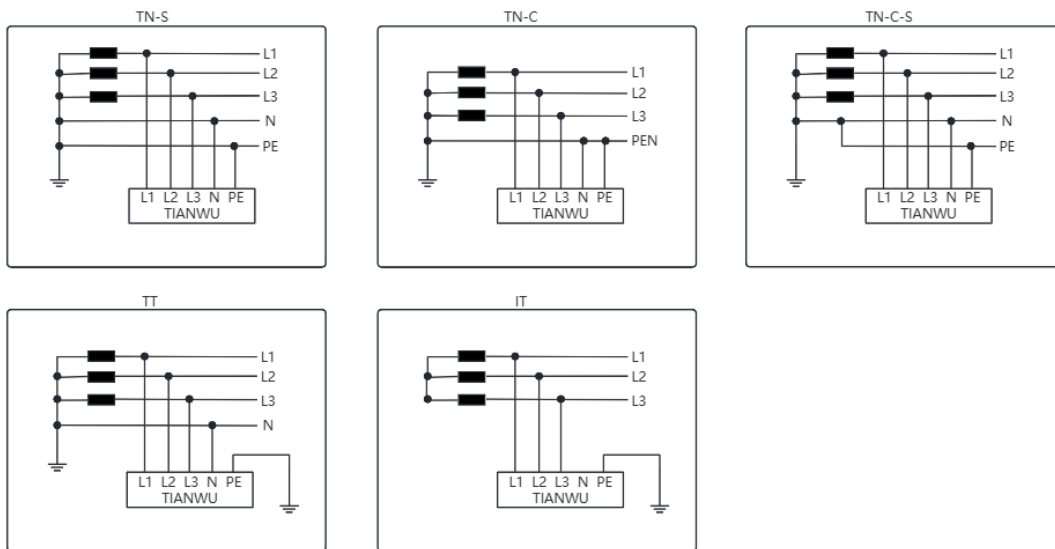 TN-S
L1
L2
L3
N
PE
L1 L2 L3 N PE
TIANWU
TN-C
L1
L2
L3
PEN
L1 L2 L3 N PE
TIANWU
TN-C-S
L1
L2
L3
N
PE
L1 L2 L3 N PE
TIANWU
TT
L1
L2
L3
N
L1 L2 L3 N PE
TIANWU
IT
L1
L2
L3
L1 L2 L3 N PE
TIANWU